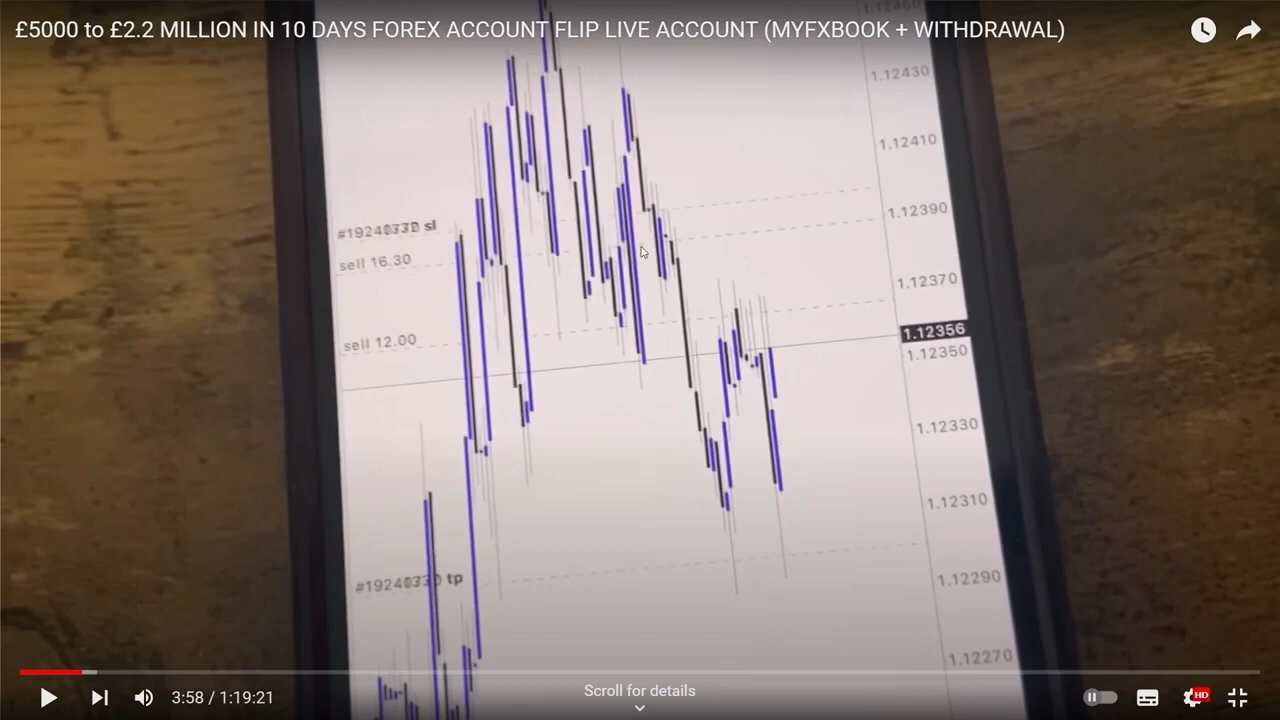 £5000 to £2.2 MILLION IN 10 DAYS FOREX ACCOUNT FLIP LIVE ACCOUNT (MYFXBOOK + WITHDRAWAL)
1.12430
1.12410
1.12390
sl
sell 16.30
1.12370
1.12356
sell 12.00
1.12350
1.12330
1.12310
tp
1.12290
1.12270
3:58 / 1:19:21
Scroll for details
HD